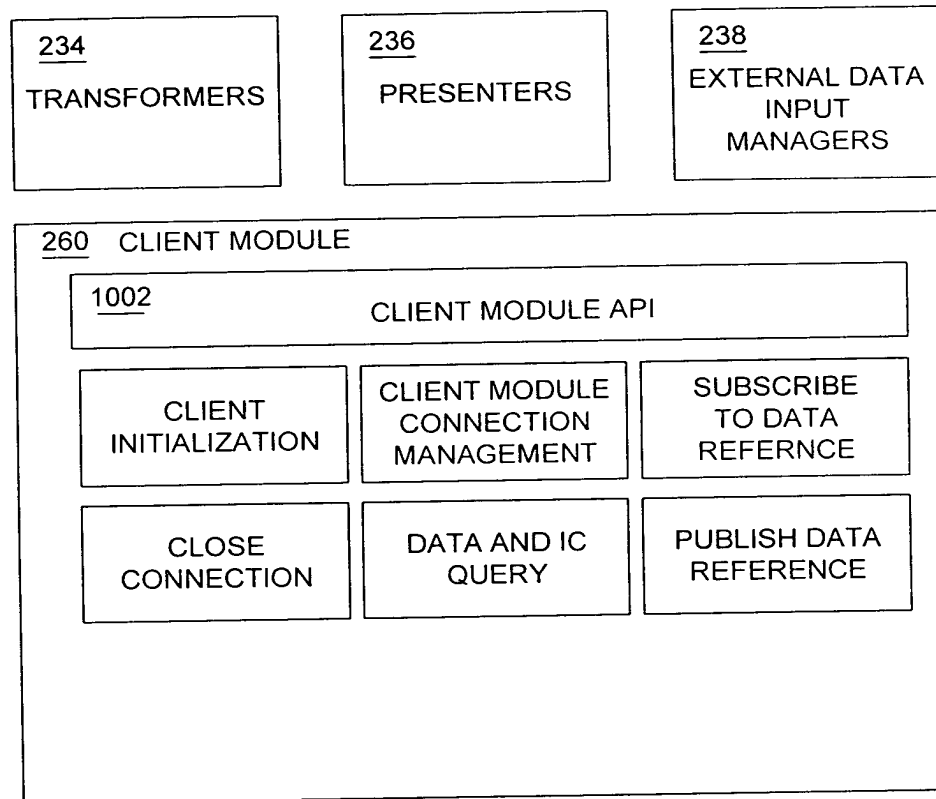 234
TRANSFORMERS
236
PRESENTERS
238
EXTERNAL DATA
INPUT
MANAGERS
260 CLIENT MODULE
1002
CLIENT MODULE API
CLIENT
INITIALIZATION
CLIENT MODULE
CONNECTION
MANAGEMENT
SUBSCRIBE
TO DATA
REFERNCE
CLOSE
CONNECTION
DATA AND IC
QUERY
PUBLISH DATA
REFERENCE